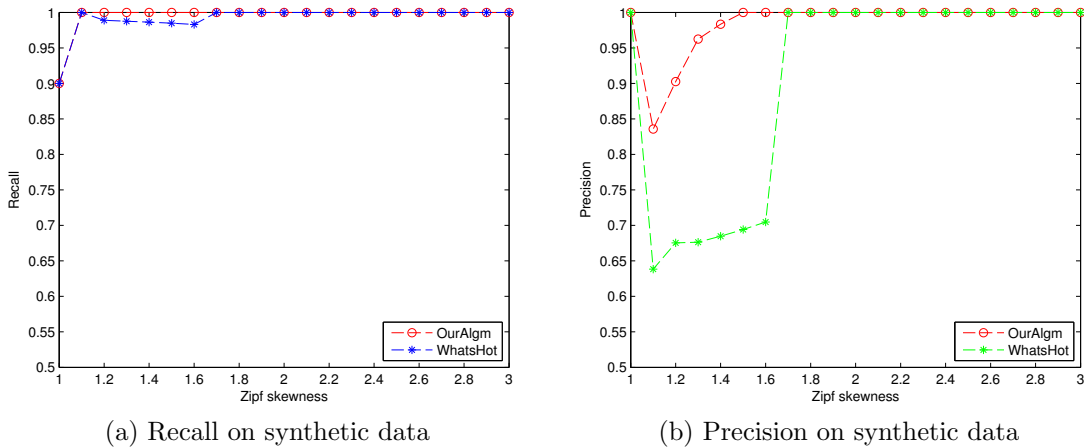 1
0.95
0.9
0.85
0.8
0.75
0.7
0.65
0.6
0.55
0.5
Recall
1 1.2 1.4 1.6 1.8 2 2.2 2.4 2.6 2.8 3
Zipf skewness
OurAlgm
WhatsHot
(a) Recall on synthetic data
1
0.95
0.9
0.85
0.8
0.75
0.7
0.65
0.6
0.55
0.5
Precision
1 1.2 1.4 1.6 1.8 2 2.2 2.4 2.6 2.8 3
Zipf skewness
OurAlgm
WhatsHot
(b) Precision on synthetic data